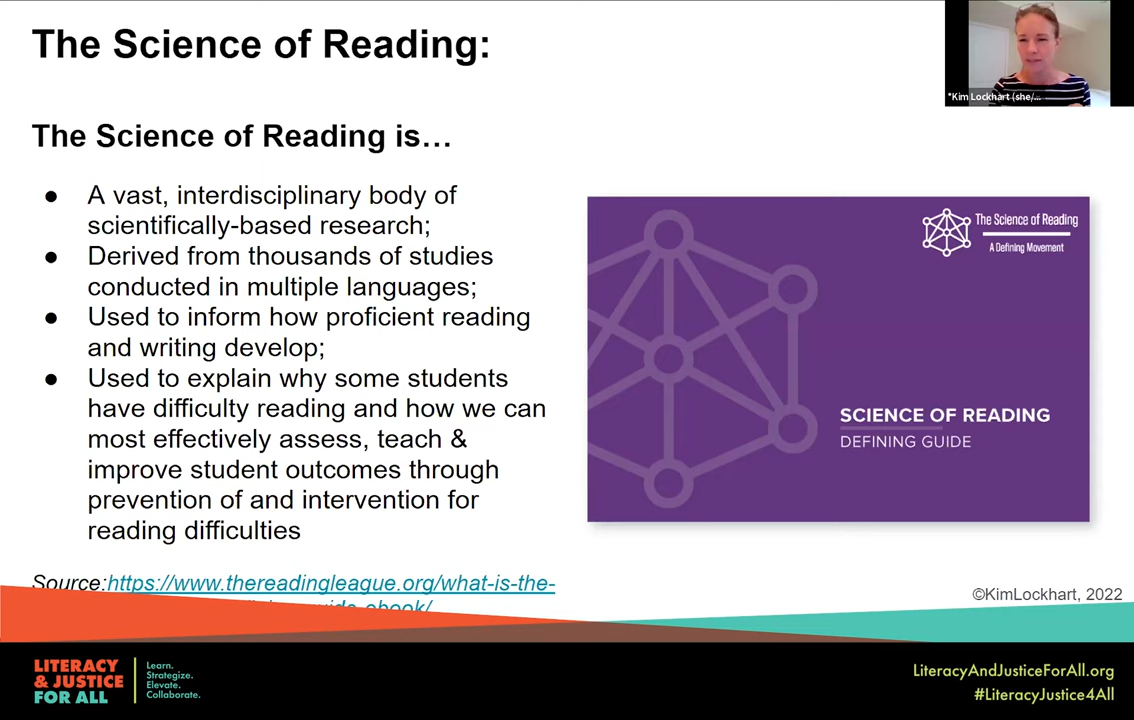 The Science of Reading:
*Kim Lockhart (she/...
The Science of Reading is…
● A vast, interdisciplinary body of
scientifically-based research;
● Derived from thousands of studies
conducted in multiple languages;
● Used to inform how proficient reading
and writing develop;
● Used to explain why some students
have difficulty reading and how we can
most effectively assess, teach &
improve student outcomes through
prevention of and intervention for
reading difficulties
The Science of Reading
A Defining Movement
SCIENCE OF READING
DEFINING GUIDE
Source:https://www.thereadingleague.org/what-is-the-
ebook/
©KimLockhart, 2022
LITERACY
& JUSTICE
FOR ALL
Learn.
Strategize.
Elevate.
Collaborate.
LiteracyAndJusticeForAll.org
#LiteracyJustice4All